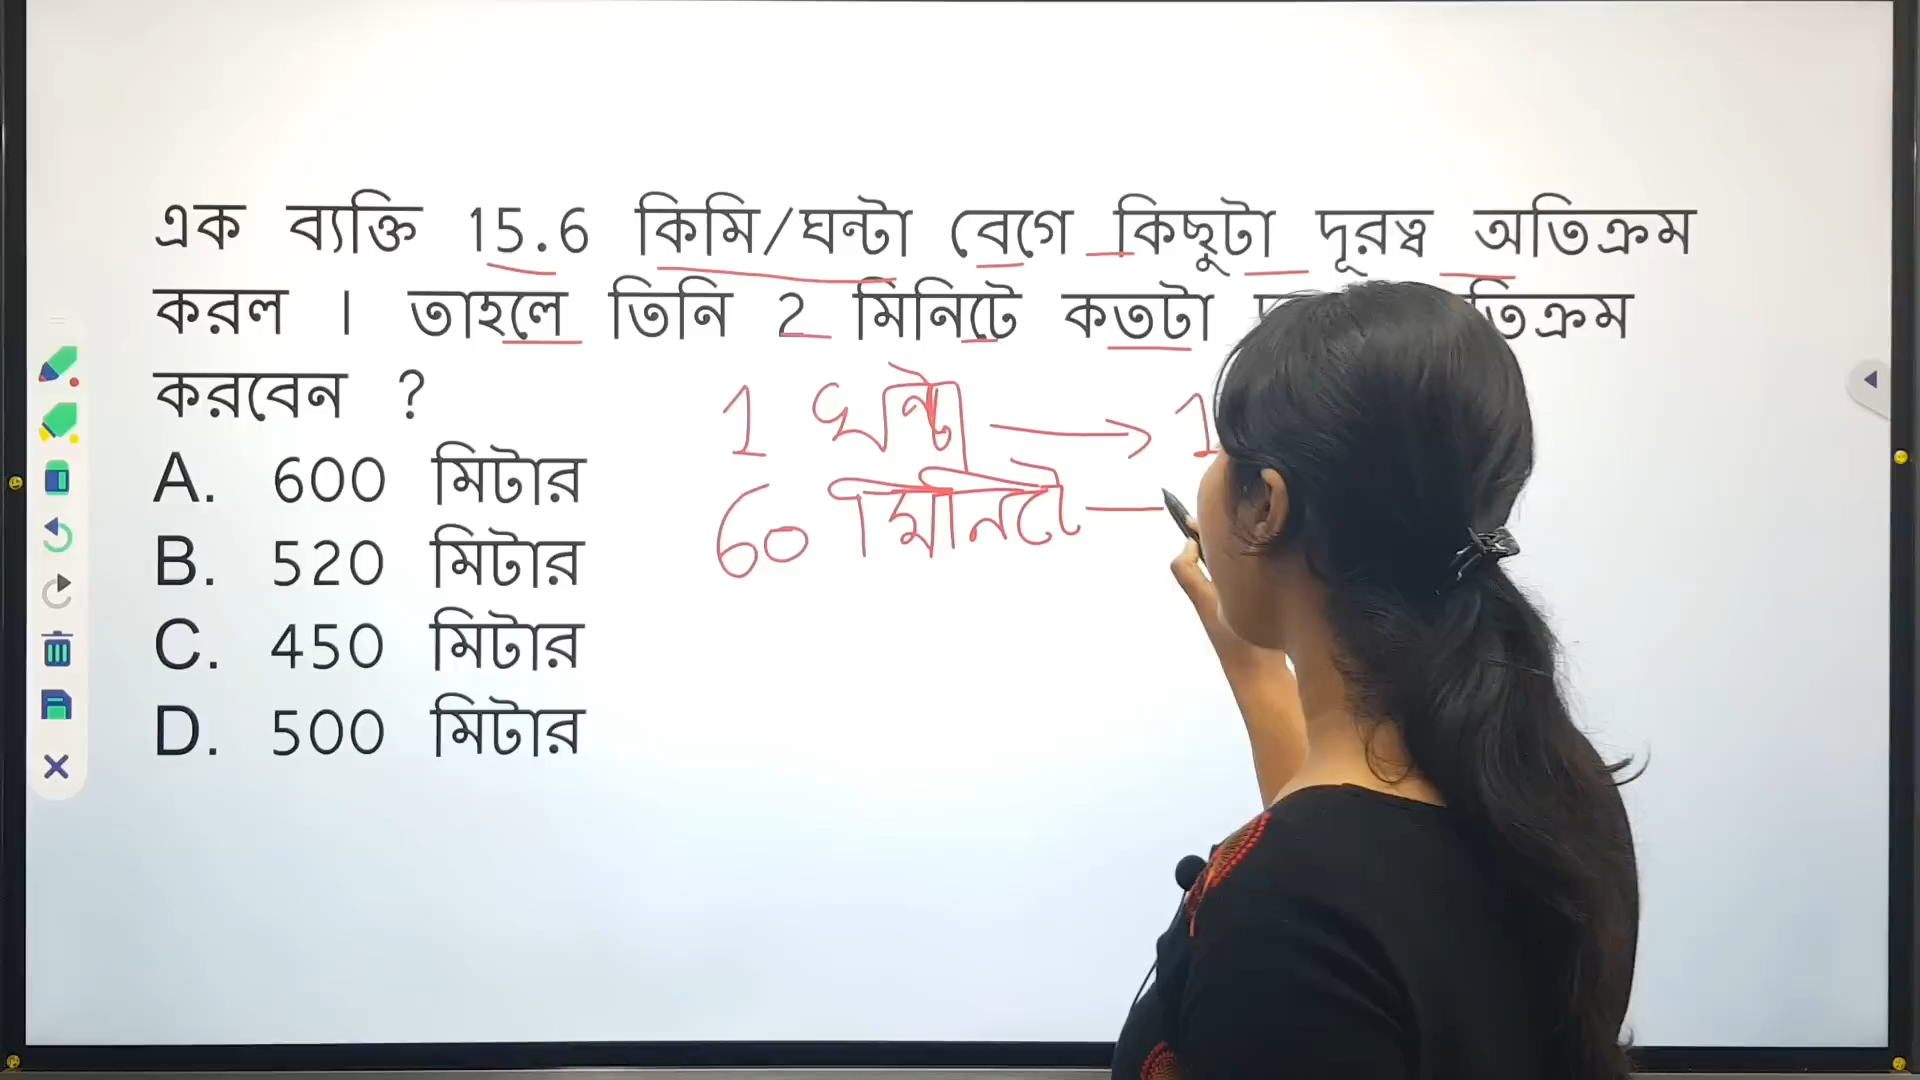 এক ব্যক্তি 15.6 কিমি/ঘন্টা বেগে কিছুটা দূরত্ব অতিক্রম
করল । তাহলে তিনি 2 মিনিটে কতটা
করবেন ?
1 ঘন্টা → 1
A. 600 মিটার
60 মিনিটে —
B. 520 মিটার
C. 450 মিটার
D. 500 মিটার